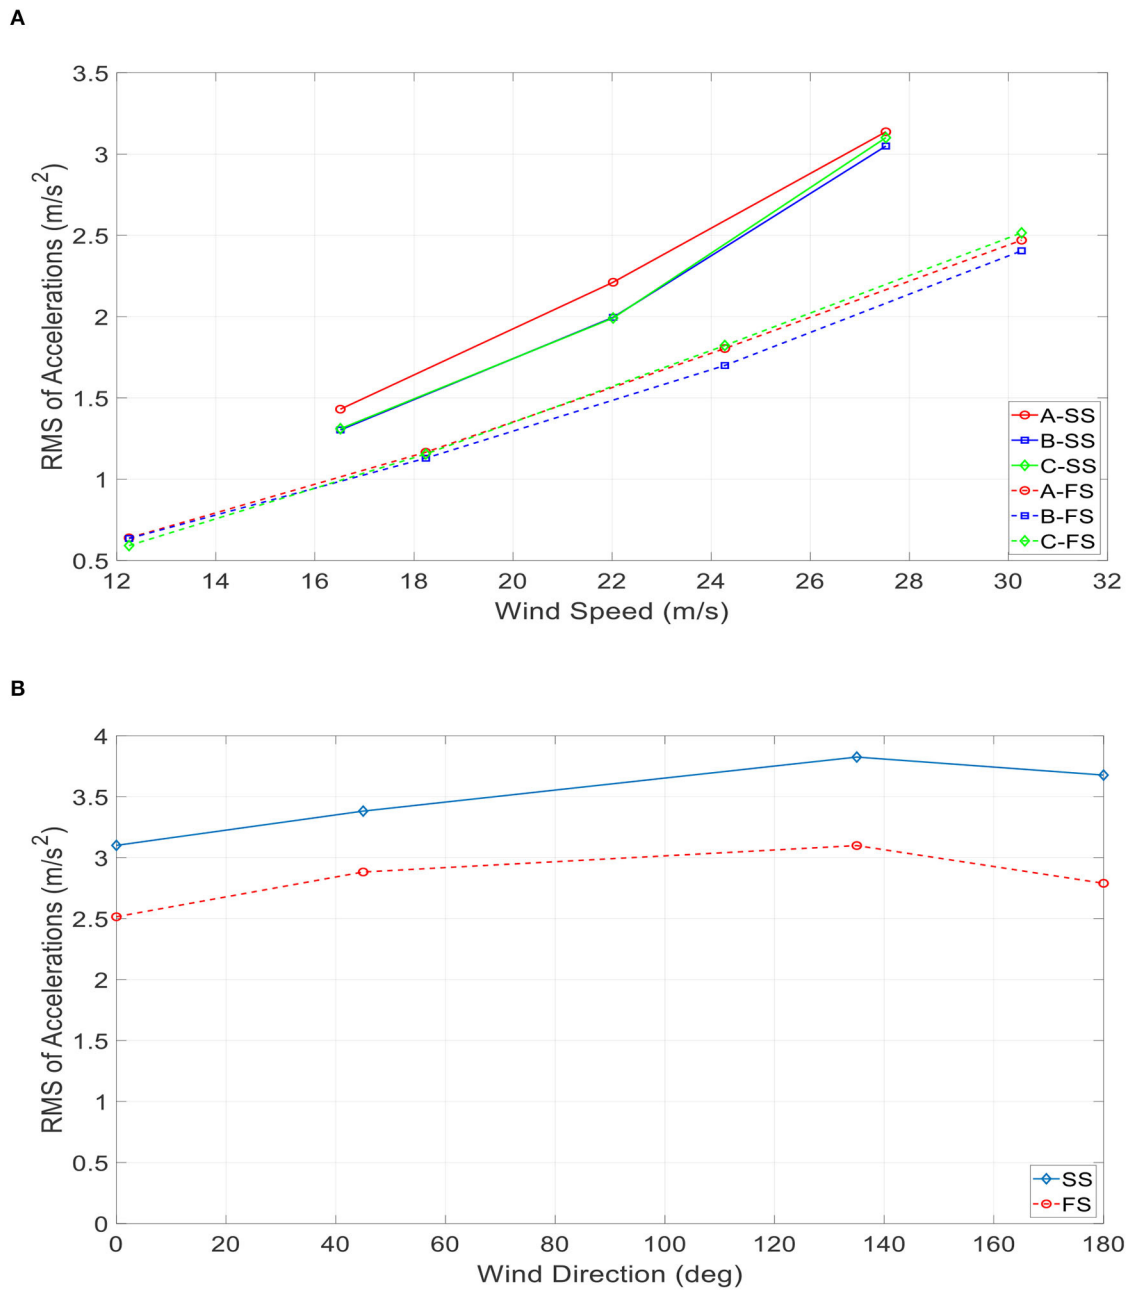 A
3.5
3
2.5
2
1.5
1
0.5
RMS of Accelerations (m/s²)
12 14 16 18 20 22 24 26 28 30 32
Wind Speed (m/s)
A-SS
B-SS
C-SS
A-FS
B-FS
C-FS
B
4
3.5
3
2.5
2
1.5
1
0.5
0
RMS of Accelerations (m/s²)
0 20 40 60 80 100 120 140 160 180
Wind Direction (deg)
SS
FS